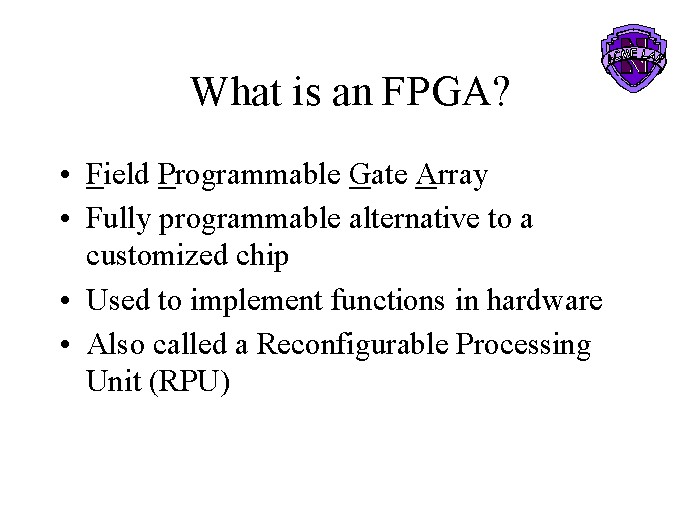 What is an FPGA?
• Field Programmable Gate Array
• Fully programmable alternative to a
customized chip
• Used to implement functions in hardware
• Also called a Reconfigurable Processing
Unit (RPU)